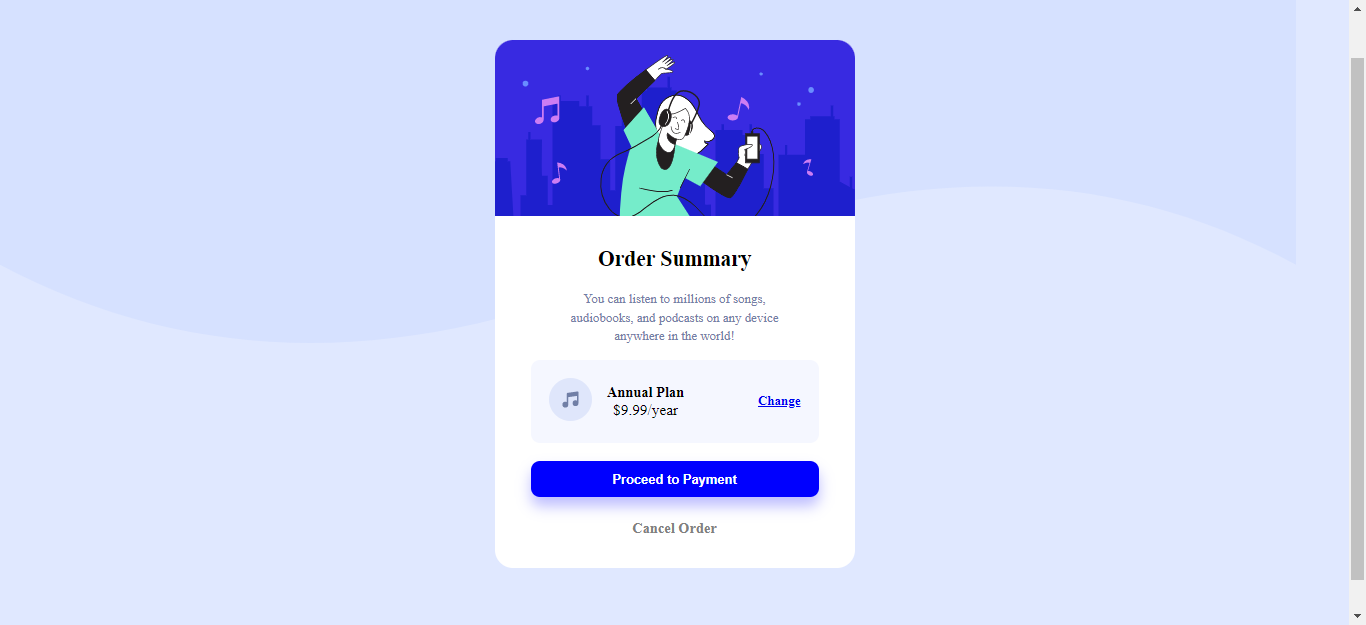 Order Summary
You can listen to millions of songs,
audiobooks, and podcasts on any device
anywhere in the world!
Annual Plan
$9.99/year
Change
Proceed to Payment
Cancel Order